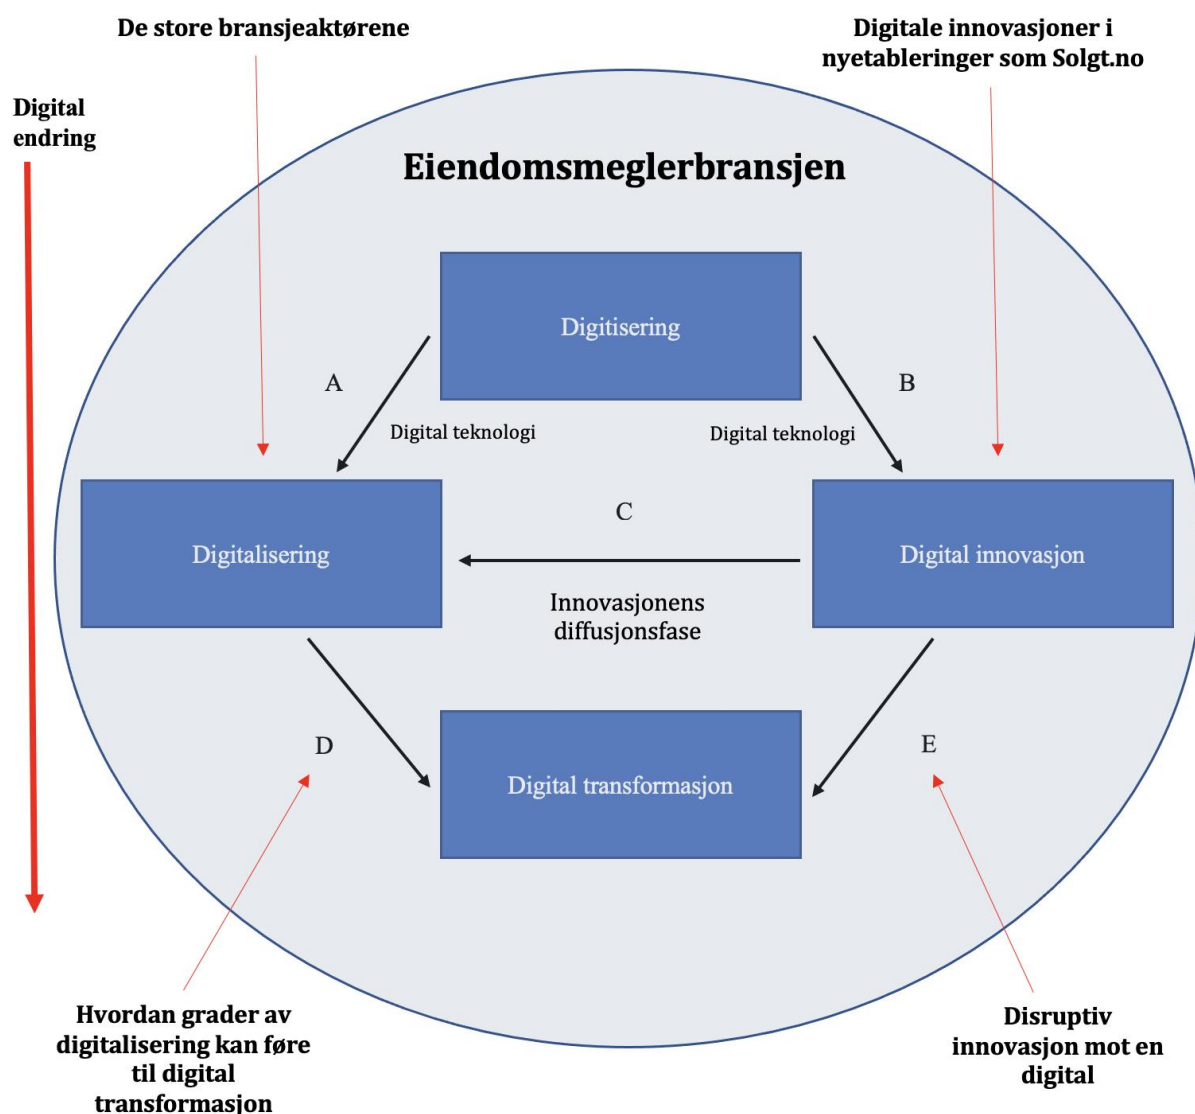 De store bransjeaktørene
Digitale innovasjoner i
nyetableringer som Solgt.no
Digital
endring
Eiendomsmeglerbransjen
Digitisering
A
B
Digital teknologi
Digital teknologi
Digitalisering
C
Digital innovasjon
Innovasjonens
diffusjonsfase
D
Digital transformasjon
E
Hvordan grader av
digitalisering kan føre
til digital
transformasjon
Disruptiv
innovasjon mot en
digital